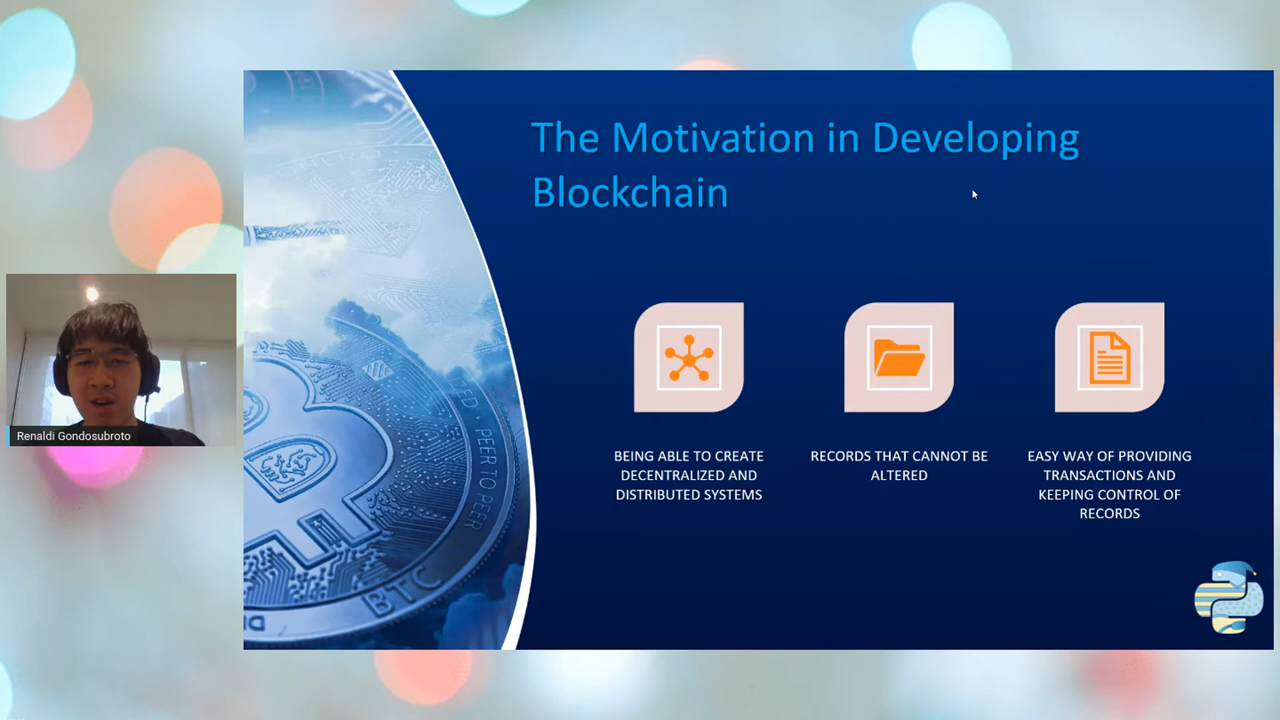 The Motivation in Developing
Blockchain
Renaldi Gondosubroto
BEING ABLE TO CREATE
DECENTRALIZED AND
DISTRIBUTED SYSTEMS
RECORDS THAT CANNOT BE
ALTERED
EASY WAY OF PROVIDING
TRANSACTIONS AND
KEEPING CONTROL OF
RECORDS
PEER TO PEER
BTC